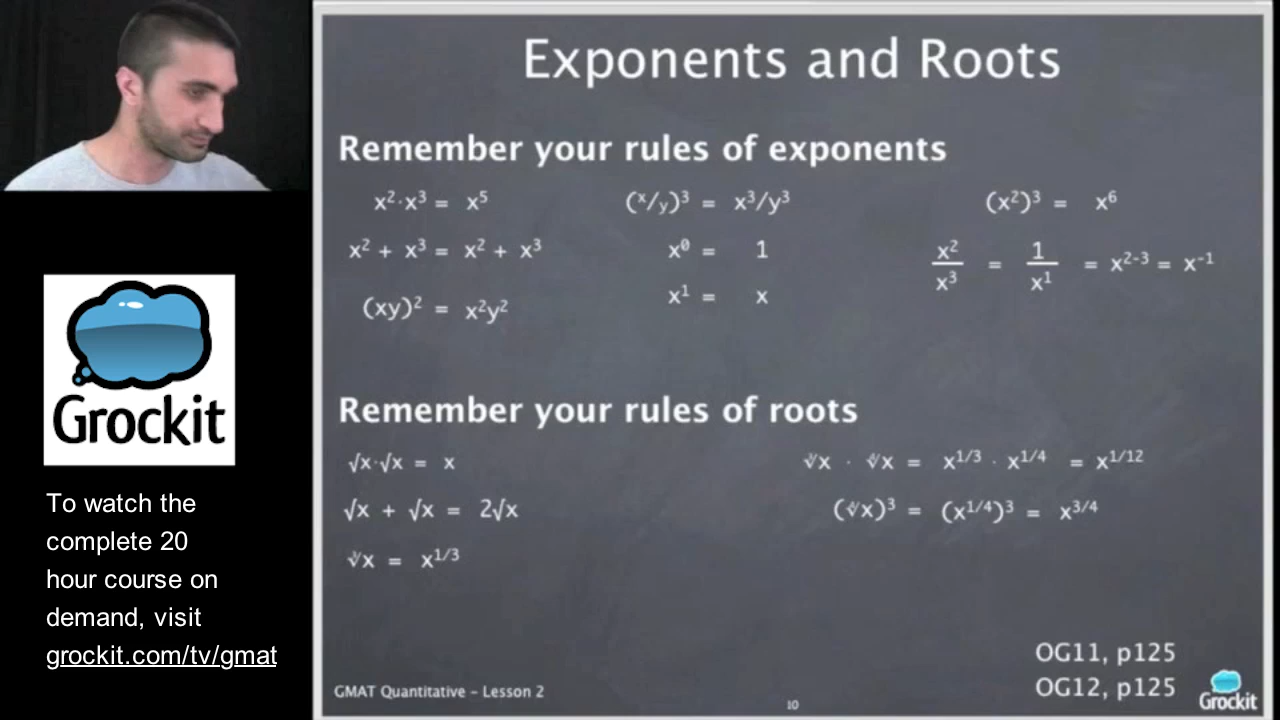 Exponents and Roots
Remember your rules of exponents
x²·x³ = x⁵
(x/y)³ = x³/y³
(x²)³ = x⁶
x² + x³ = x² + x³
x⁰ = 1
x²/x³ = 1/x¹ = x²⁻³ = x⁻¹
(xy)² = x²y²
x¹ = x
Remember your rules of roots
√x·√x = x
∛x · ∜x = x^1/3 · x^1/4 = x^1/12
√x + √x = 2√x
(∜x)³ = (x^1/4)³ = x^3/4
∛x = x^1/3
OG11, p125
OG12, p125
GMAT Quantitative – Lesson 2
10
Grockit
Grockit
To watch the
complete 20
hour course on
demand, visit
grockit.com/tv/gmat